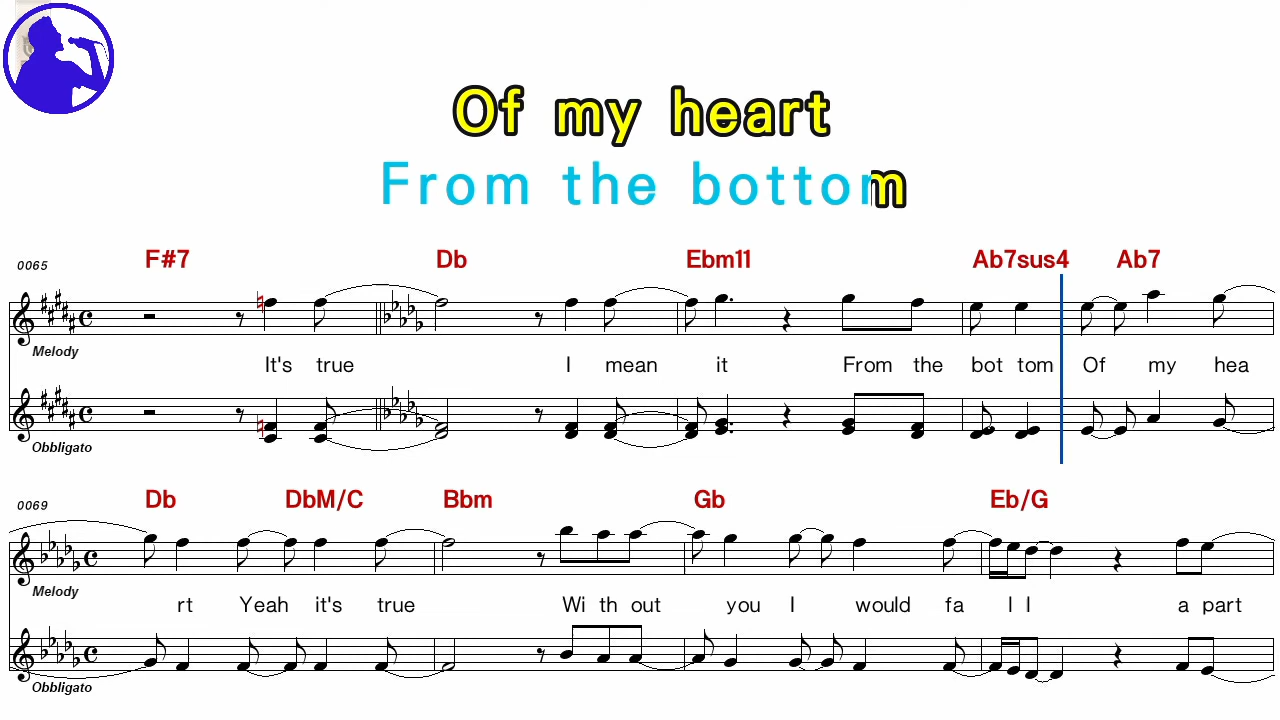 Of my heart
From the bottom
F#7 Db Ebm11 Ab7sus4 Ab7
0065
Melody
It's true I mean it From the bot tom Of my hea
Obbligato
Db DbM/C Bbm Gb Eb/G
0069
Melody
rt Yeah it's true Wi th out you I would fa l l a part
Obbligato